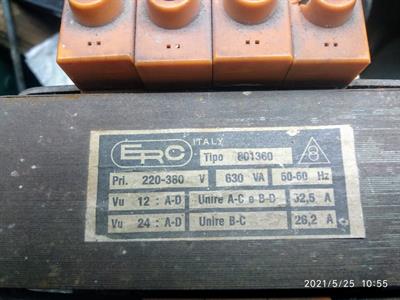 ERC ITALY
Tipo 801360
Pri. 220-380 V 630 VA 50-60 Hz
Vu 12 : A-D Unire A-C e B-D 52,5 A
Vu 24 : A-D Unire B-C 26,2 A
2021/5/25 10:55